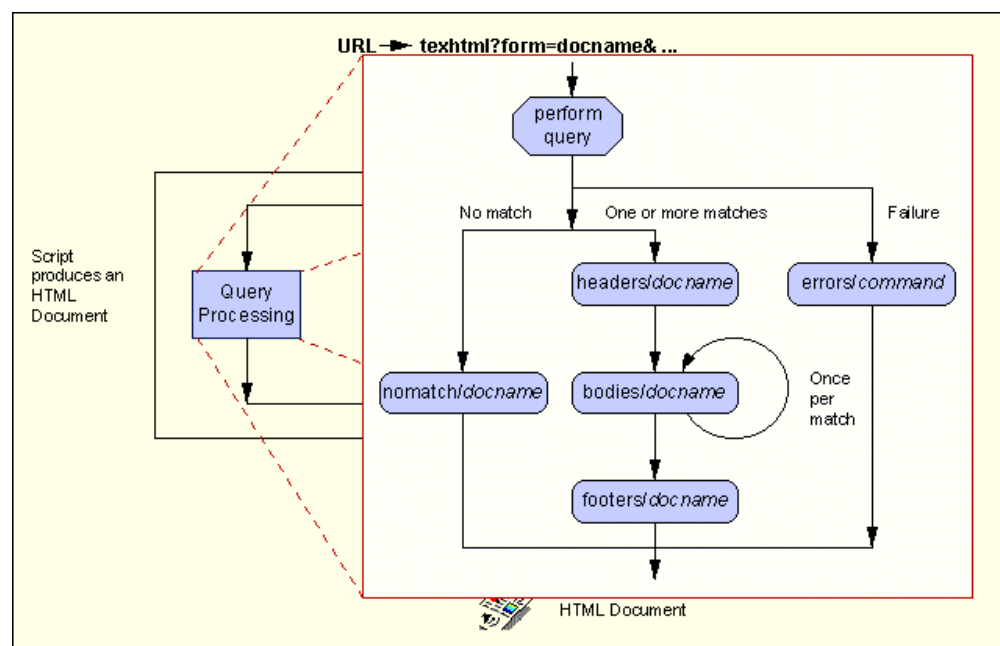 URL texhtml?form=docname& ...
perform
query
No match
One or more matches
Failure
Script
produces an
HTML
Document
Query
Processing
headers/docname
errors/command
nomatch/docname
bodies/docname
Once
per
match
footers/docname
HTML Document